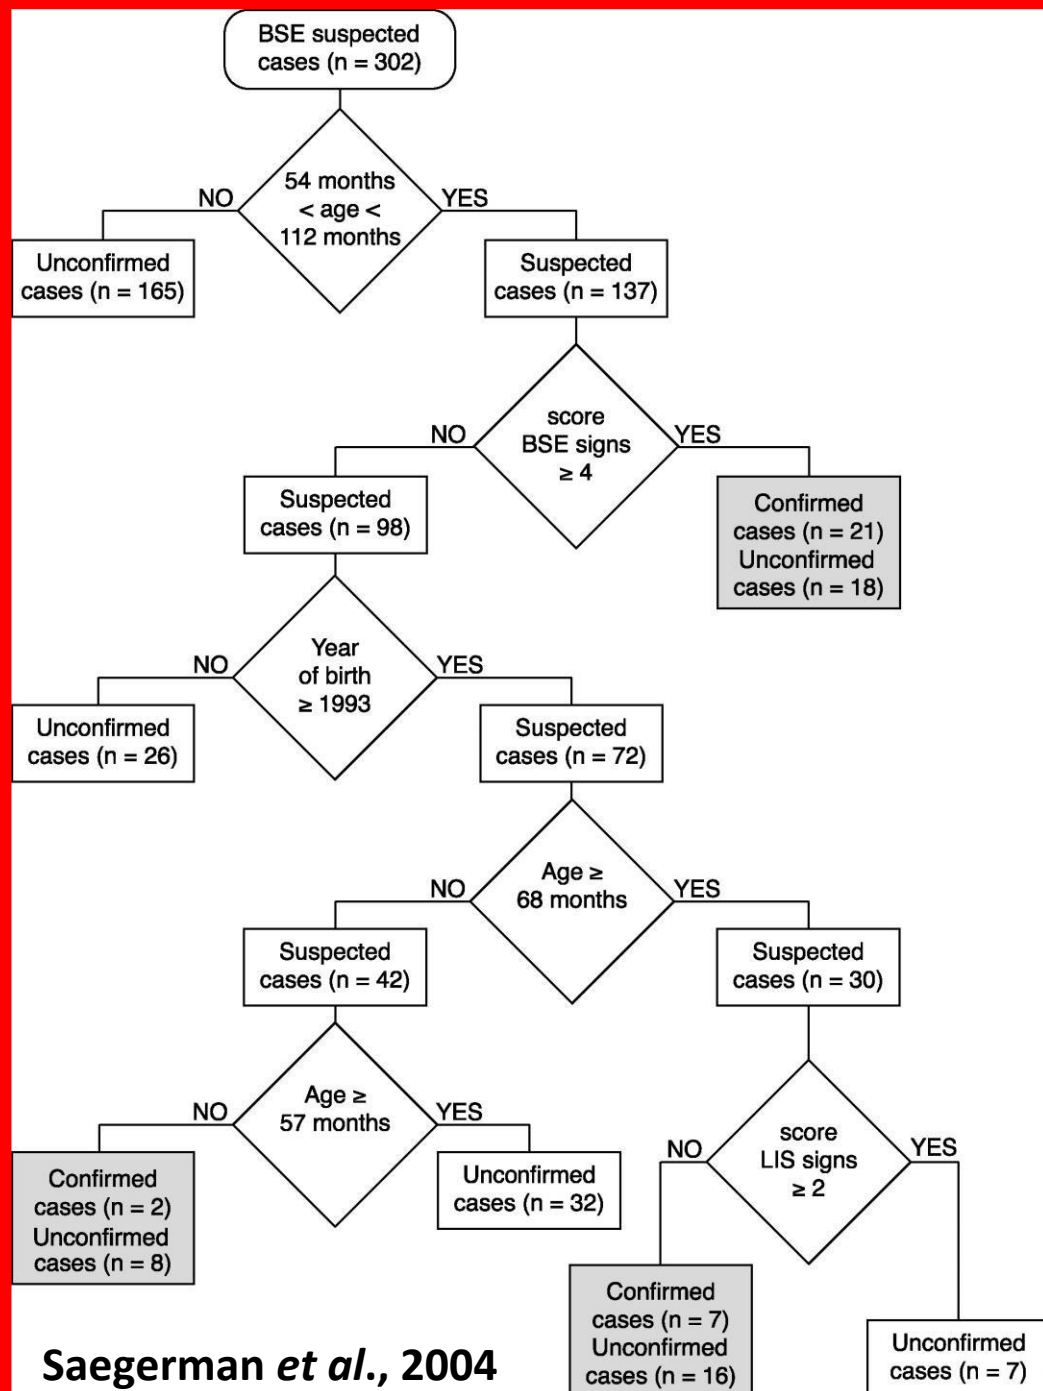 BSE suspected
cases (n = 302)
54 months
< age <
112 months
NO
YES
Unconfirmed
cases (n = 165)
Suspected
cases (n = 137)
score
BSE signs
≥ 4
NO
YES
Suspected
cases (n = 98)
Confirmed
cases (n = 21)
Unconfirmed
cases (n = 18)
Year
of birth
≥ 1993
NO
YES
Unconfirmed
cases (n = 26)
Suspected
cases (n = 72)
Age ≥
68 months
NO
YES
Suspected
cases (n = 42)
Suspected
cases (n = 30)
Age ≥
57 months
NO
YES
Confirmed
cases (n = 2)
Unconfirmed
cases (n = 8)
Unconfirmed
cases (n = 32)
score
LIS signs
≥ 2
NO
YES
Confirmed
cases (n = 7)
Unconfirmed
cases (n = 16)
Unconfirmed
cases (n = 7)
Saegerman et al., 2004